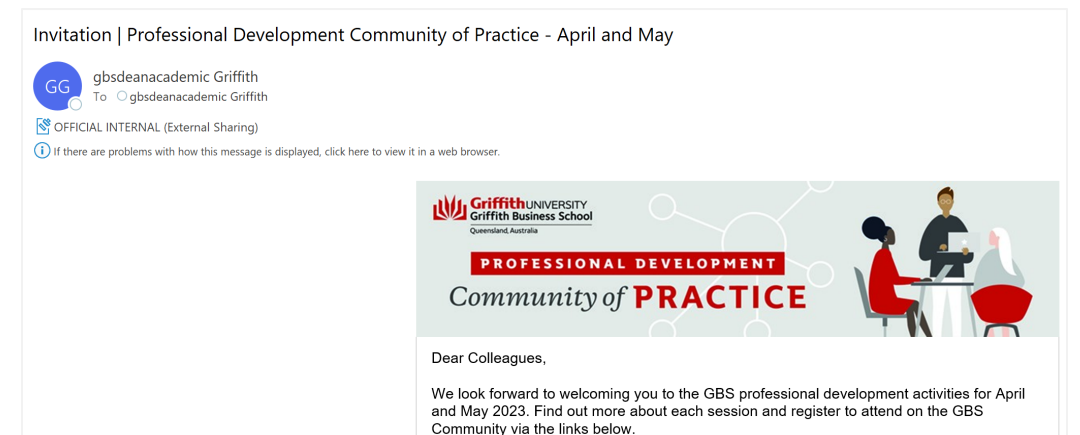 Invitation | Professional Development Community of Practice - April and May
GG
gbsdeanacademic Griffith
To gbsdeanacademic Griffith
OFFICIAL INTERNAL (External Sharing)
If there are problems with how this message is displayed, click here to view it in a web browser.
Griffith UNIVERSITY
Griffith Business School
Queensland, Australia
PROFESSIONAL DEVELOPMENT
Community of PRACTICE
Dear Colleagues,
We look forward to welcoming you to the GBS professional development activities for April
and May 2023. Find out more about each session and register to attend on the GBS
Community via the links below.